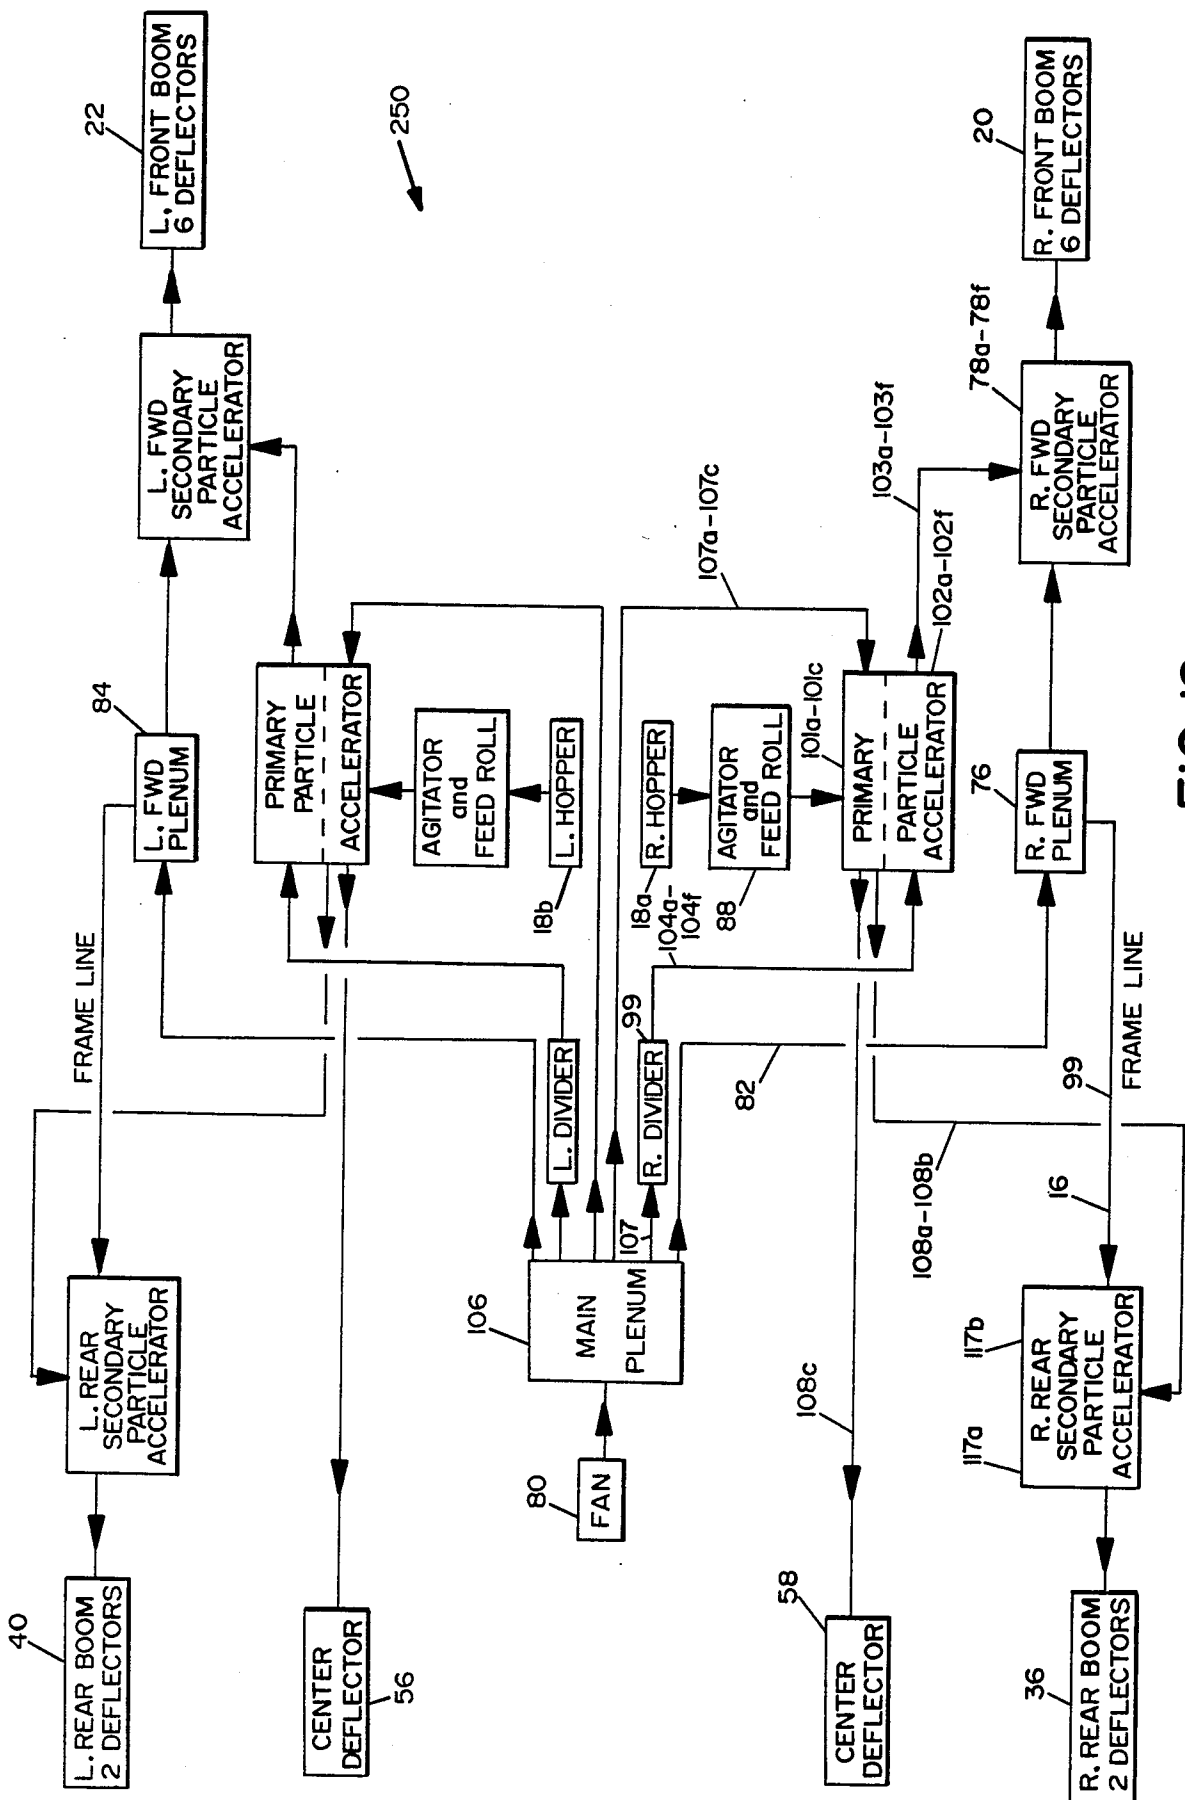 40
L. REAR BOOM
2 DEFLECTORS
L. REAR
SECONDARY
PARTICLE
ACCELERATOR
FRAME LINE
84
L. FWD
PLENUM
L. FWD
SECONDARY
PARTICLE
ACCELERATOR
22
L. FRONT BOOM
6 DEFLECTORS
CENTER
DEFLECTOR
56
PRIMARY
PARTICLE
ACCELERATOR
AGITATOR
and
FEED ROLL
L. HOPPER
18b
250
L. DIVIDER
80
FAN
106
MAIN
PLENUM
107
R. DIVIDER
99
18a
R. HOPPER
104a-
104f
88
AGITATOR
and
FEED ROLL
107a-107c
82
101a-101c
PRIMARY
PARTICLE
ACCELERATOR
102a-102f
103a-103f
58
CENTER
DEFLECTOR
108c
108a-108b
76
R. FWD
PLENUM
78a-78f
R. FWD
SECONDARY
PARTICLE
ACCELERATOR
20
R. FRONT BOOM
6 DEFLECTORS
36
R. REAR BOOM
2 DEFLECTORS
117a
117b
R. REAR
SECONDARY
PARTICLE
ACCELERATOR
16
99
FRAME LINE